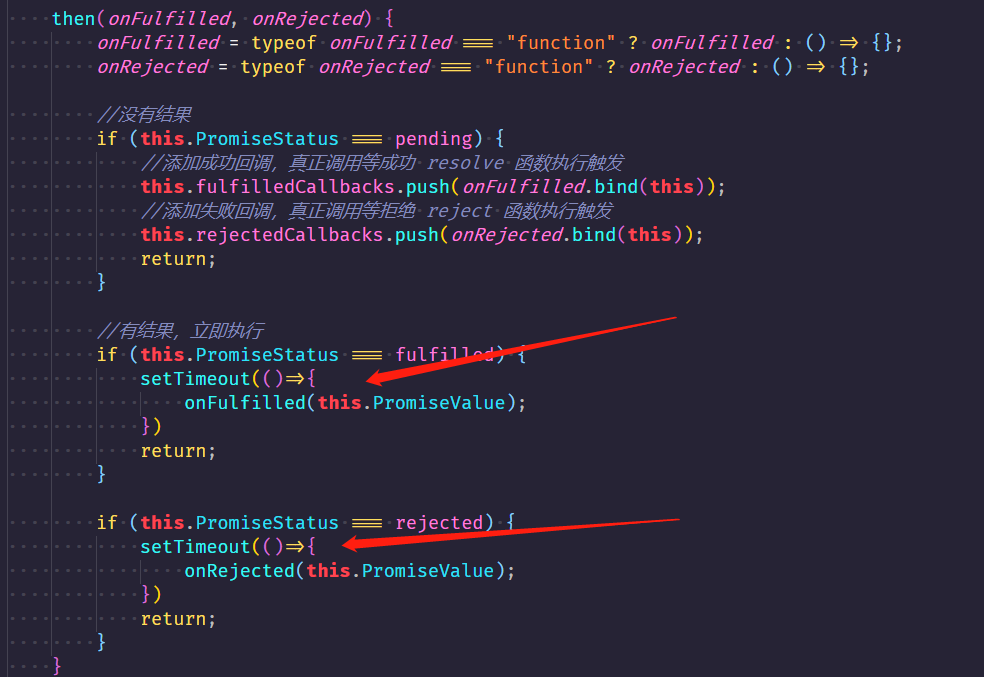 then(onFulfilled, onRejected) {
onFulfilled = typeof onFulfilled === "function" ? onFulfilled : () => {};
onRejected = typeof onRejected === "function" ? onRejected : () => {};
//没有结果
if (this.PromiseStatus === pending) {
//添加成功回调，真正调用等成功 resolve 函数执行触发
this.fulfilledCallbacks.push(onFulfilled.bind(this));
//添加失败回调，真正调用等拒绝 reject 函数执行触发
this.rejectedCallbacks.push(onRejected.bind(this));
return;
}
//有结果，立即执行
if (this.PromiseStatus === fulfilled) {
setTimeout(()=>{
onFulfilled(this.PromiseValue);
})
return;
}
if (this.PromiseStatus === rejected) {
setTimeout(()=>{
onRejected(this.PromiseValue);
})
return;
}
}